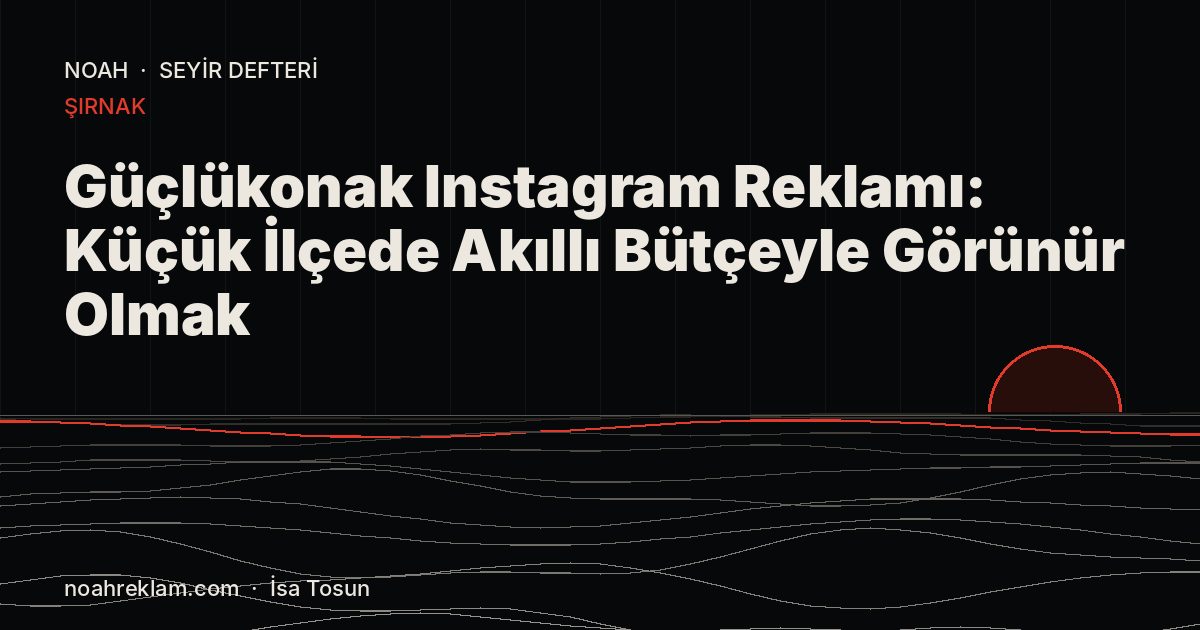 NOAH · SEYİR DEFTERİ
ŞIRNAK
Güçlükonak Instagram Reklamı:
Küçük İlçede Akıllı Bütçeyle Görünür
Olmak
noahreklam.com · İsa Tosun